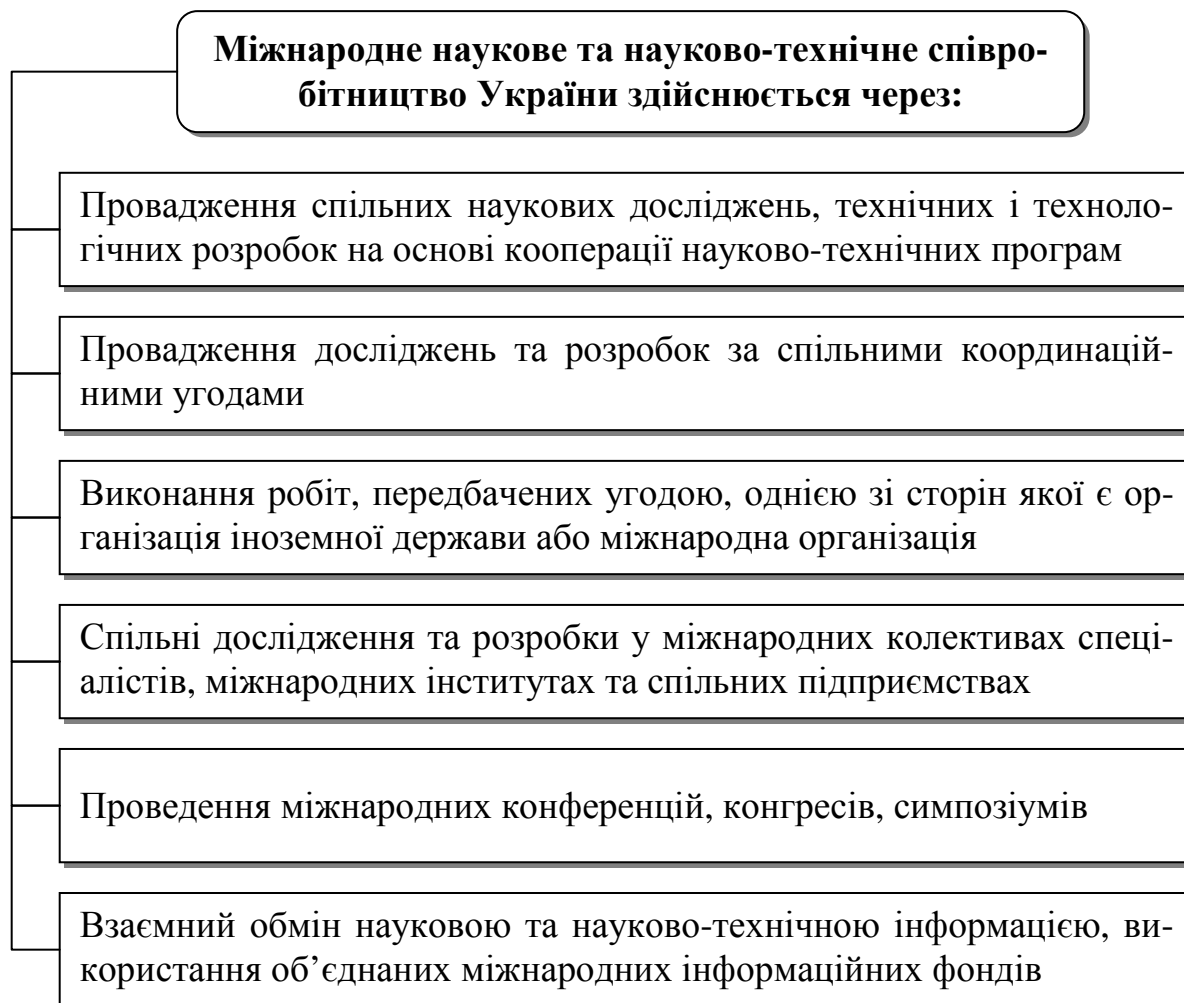 Міжнародне наукове та науково-технічне співро-
бітництво України здійснюється через:
Провадження спільних наукових досліджень, технічних і техноло-
гічних розробок на основі кооперації науково-технічних програм
Провадження досліджень та розробок за спільними координацій-
ними угодами
Виконання робіт, передбачених угодою, однією зі сторін якої є ор-
ганізація іноземної держави або міжнародна організація
Спільні дослідження та розробки у міжнародних колективах спеці-
алістів, міжнародних інститутах та спільних підприємствах
Проведення міжнародних конференцій, конгресів, симпозіумів
Взаємний обмін науковою та науково-технічною інформацією, ви-
користання об’єднаних міжнародних інформаційних фондів